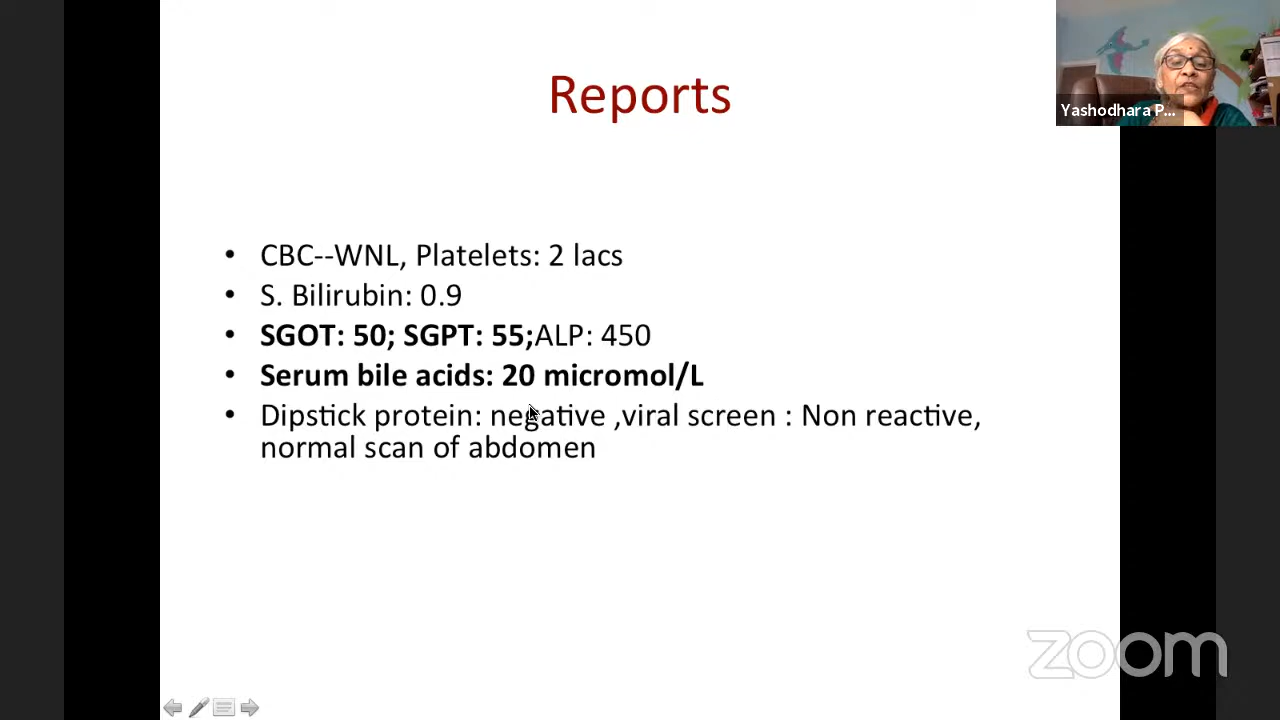 Reports
Yashodhara P...
• CBC--WNL, Platelets: 2 lacs
• S. Bilirubin: 0.9
• SGOT: 50; SGPT: 55;ALP: 450
• Serum bile acids: 20 micromol/L
• Dipstick protein: negative ,viral screen : Non reactive,
normal scan of abdomen
zoom